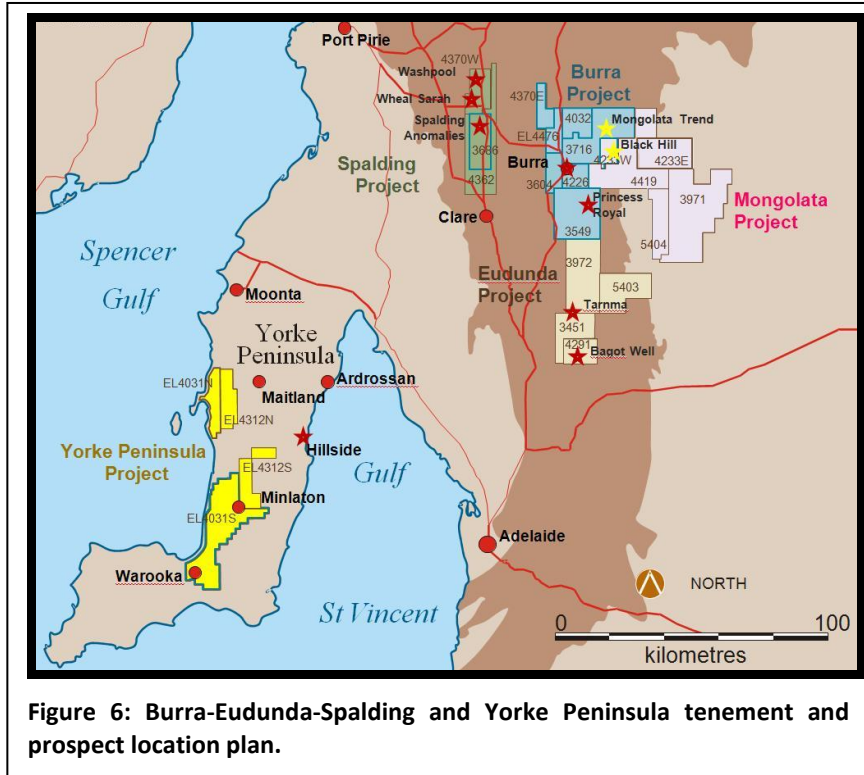 Port Pirie
4370W
Washpool
Wheal Sarah
Spalding
Anomalies
3686
4362
Spalding
Project
Clare
Burra
Project
4370E
EL4476
4032
Mongolata Trend
3716
Black Hill
4233W
4233E
Burra
3604
4226
4419
3971
Princess
Royal
3549
5404
Mongolata
Project
3972
Eudunda
Project
5403
Tarnma
3451
4291
Bagot Well
Spencer
Gulf
Moonta
Yorke
Peninsula
Ardrossan
Maitland
EL4031N
EL4312N
Hillside
Yorke Peninsula
Project
EL4312S
Gulf
Minlaton
EL4031S
Adelaide
Warooka
St Vincent
NORTH
0 100
kilometres
Figure 6: Burra-Eudunda-Spalding and Yorke Peninsula tenement and
prospect location plan.